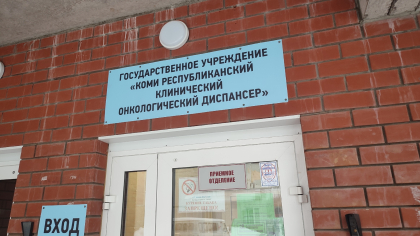 ГОСУДАРСТВЕННОЕ УЧРЕЖДЕНИЕ
«КОМИ РЕСПУБЛИКАНСКИЙ
КЛИНИЧЕСКИЙ
ОНКОЛОГИЧЕСКИЙ ДИСПАНСЕР»
ПРИЕМНОЕ
ОТДЕЛЕНИЕ
ВХОД